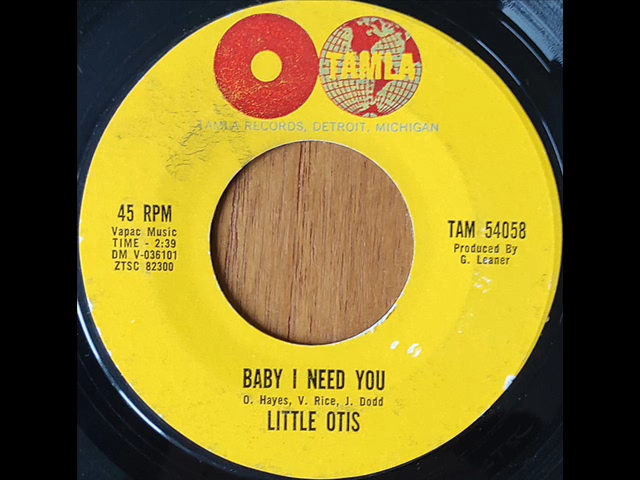 TAMLA
TAMLA RECORDS, DETROIT, MICHIGAN
45 RPM
Vapac Music
TIME - 2:39
DM V-036101
ZTSC 82300
TAM 54058
Produced By
G. Leaner
BABY I NEED YOU
O. Hayes, V. Rice, J. Dodd
LITTLE OTIS